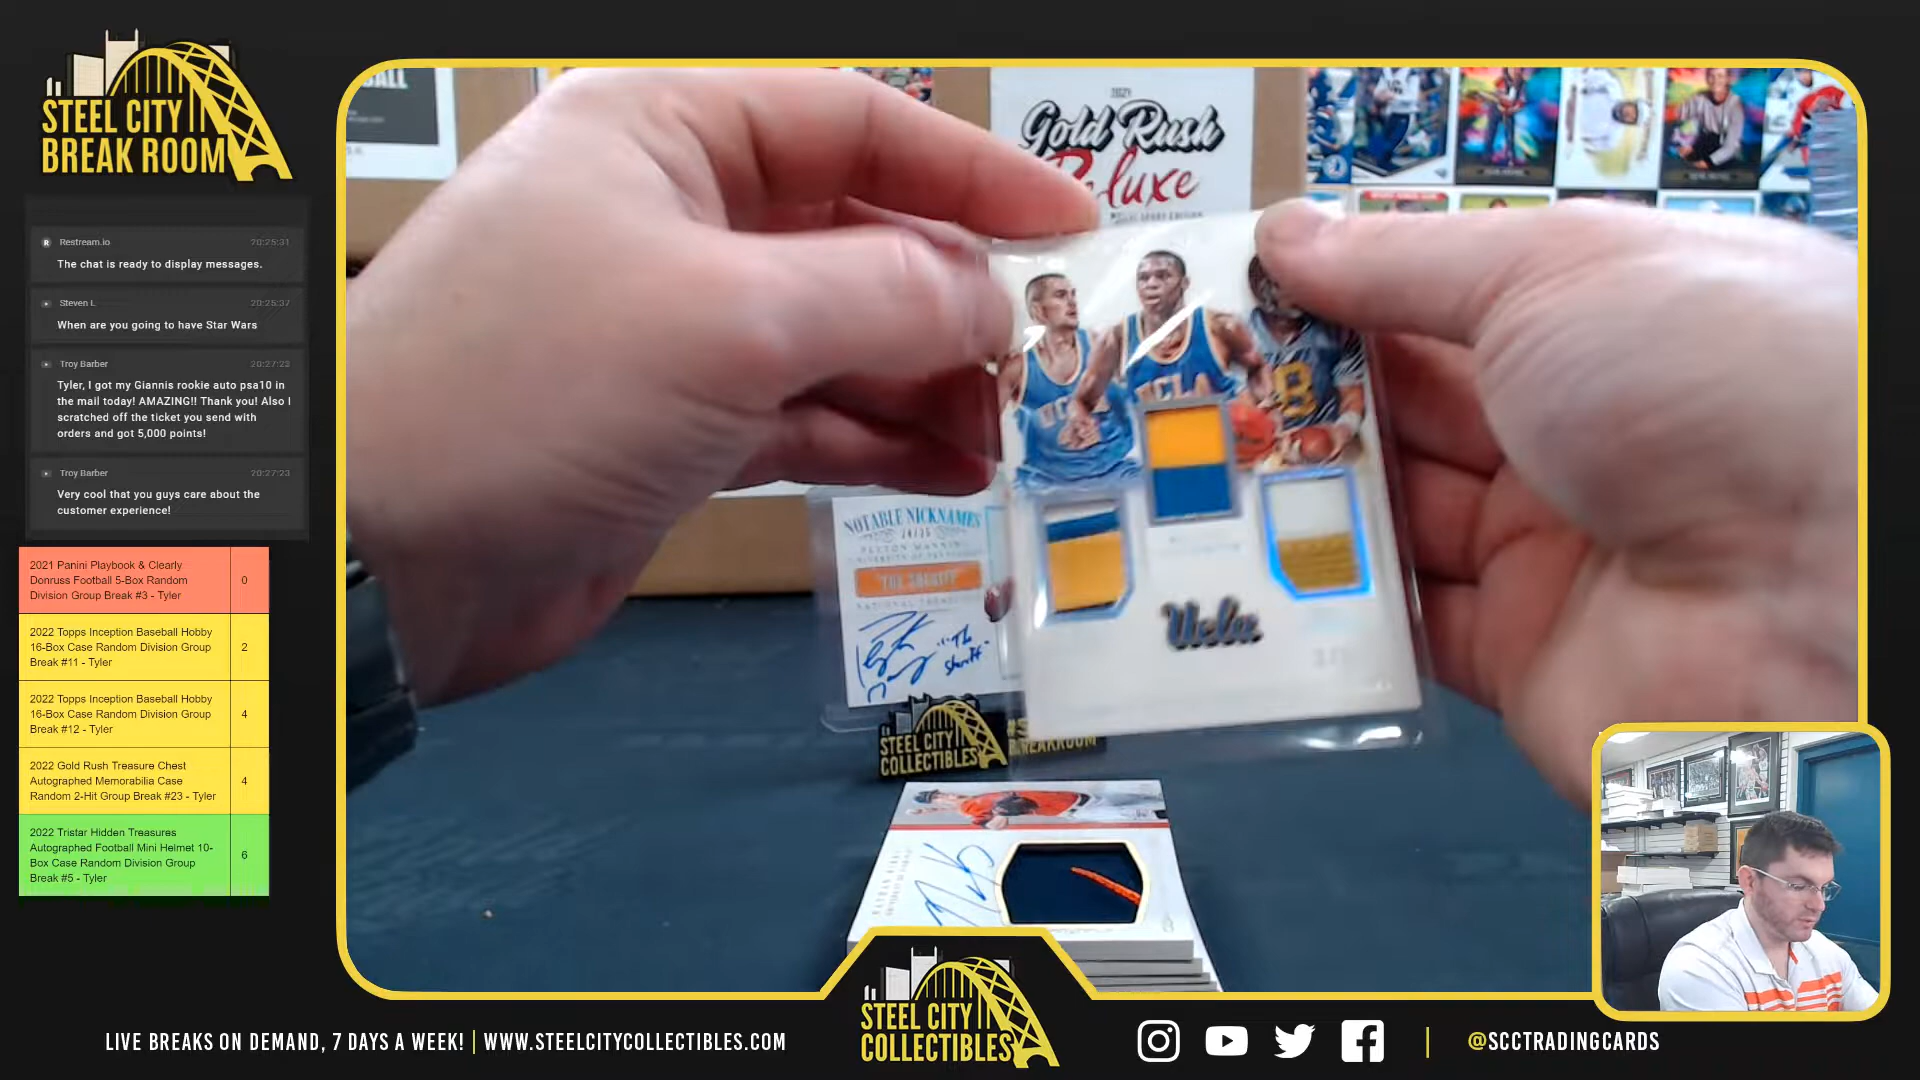 STEEL CITY
BREAK ROOM
Restream.io 20:25:31
The chat is ready to display messages.
Steven L 20:25:37
When are you going to have Star Wars
Troy Barber 20:27:23
Tyler, I got my Giannis rookie auto psa10 in
the mail today! AMAZING!! Thank you! Also I
scratched off the ticket you send with
orders and got 5,000 points!
Troy Barber 20:27:23
Very cool that you guys care about the
customer experience!
2021 Panini Playbook & Clearly
Donruss Football 5-Box Random
Division Group Break #3 - Tyler
0
2022 Topps Inception Baseball Hobby
16-Box Case Random Division Group
Break #11 - Tyler
2
2022 Topps Inception Baseball Hobby
16-Box Case Random Division Group
Break #12 - Tyler
4
2022 Gold Rush Treasure Chest
Autographed Memorabilia Case
Random 2-Hit Group Break #23 - Tyler
4
2022 Tristar Hidden Treasures
Autographed Football Mini Helmet 10-
Box Case Random Division Group
Break #5 - Tyler
6
2021
Gold Rush
UCLA
8
Ucla
NOTABLE NICKNAMES
PEYTON MANNING
"THE SHERIFF"
STEEL CITY
COLLECTIBLES
STEEL CITY
COLLECTIBLES
LIVE BREAKS ON DEMAND, 7 DAYS A WEEK! | WWW.STEELCITYCOLLECTIBLES.COM
@SCCTRADINGCARDS